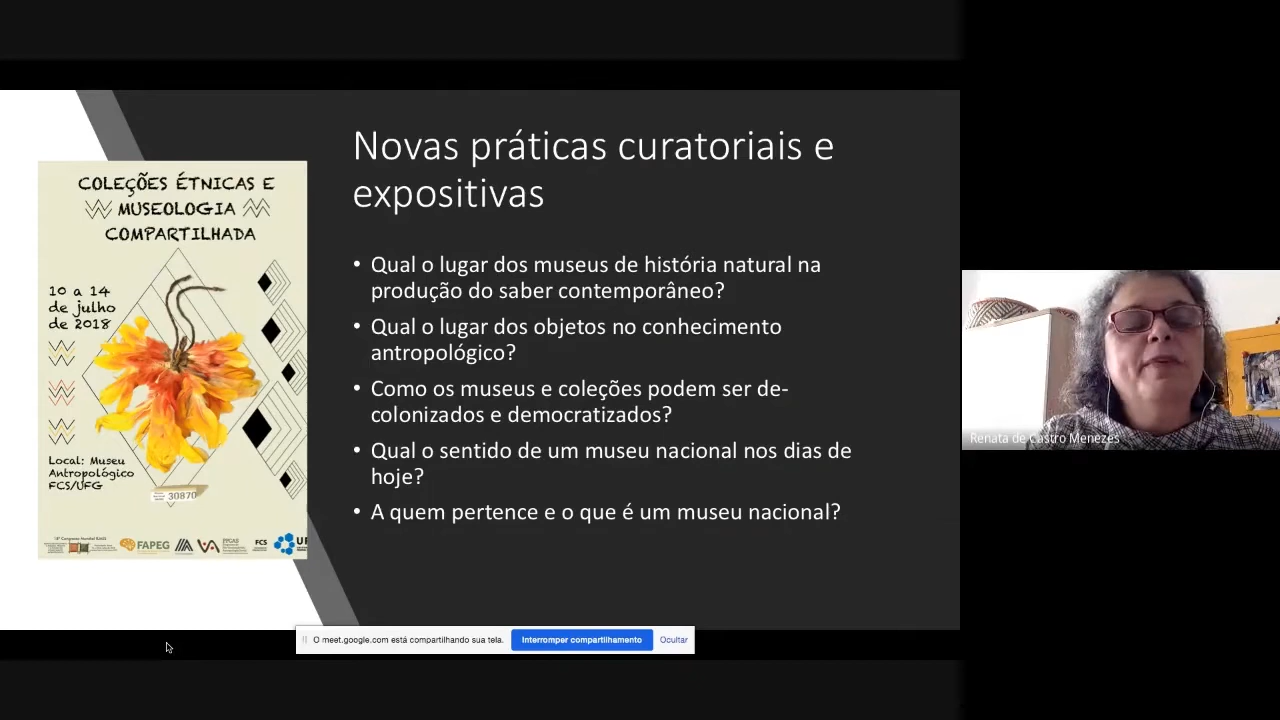 Novas práticas curatoriais e
expositivas
• Qual o lugar dos museus de história natural na
produção do saber contemporâneo?
• Qual o lugar dos objetos no conhecimento
antropológico?
• Como os museus e coleções podem ser de-
colonizados e democratizados?
• Qual o sentido de um museu nacional nos dias de
hoje?
• A quem pertence e o que é um museu nacional?
COLEÇÕES ÉTNICAS E
MUSEOLOGIA
COMPARTILHADA
10 a 14
de julho
de 2018
Local: Museu
Antropológico
FCS/UFG
30870
FAPEG
FCS
Renata de Castro Menezes
O meet.google.com está compartilhando sua tela.
Interromper compartilhamento
Ocultar